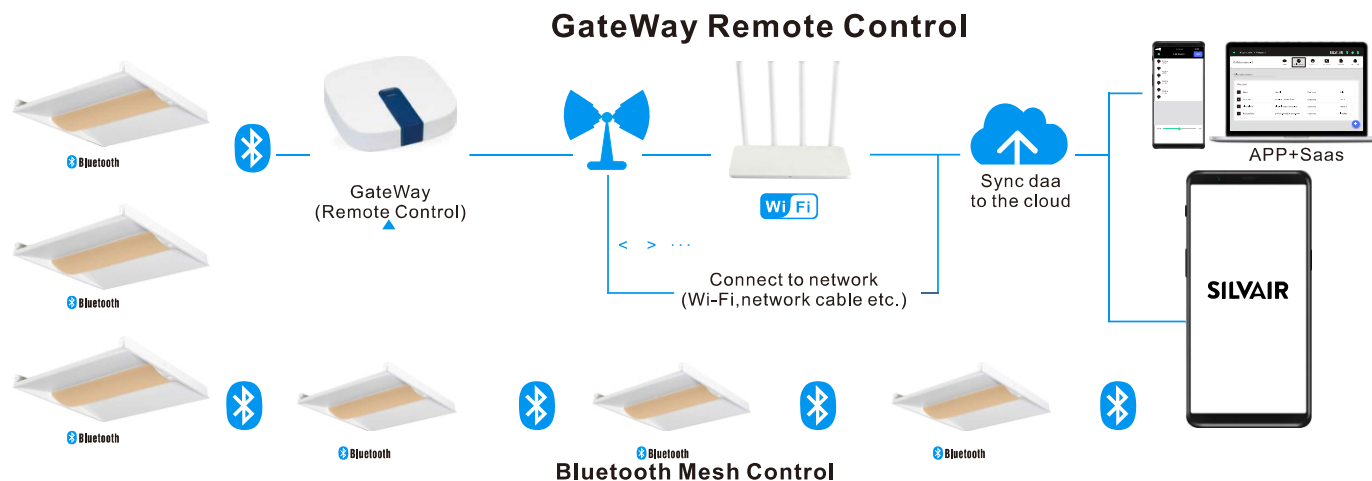 GateWay Remote Control
Bluetooth
GateWay
(Remote Control)
Wi Fi
Sync daa
to the cloud
SILVAIR
APP+Saas
Bluetooth
< > ···
Connect to network
(Wi-Fi,network cable etc.)
SILVAIR
Bluetooth
Bluetooth
Bluetooth
Bluetooth
Bluetooth Mesh Control